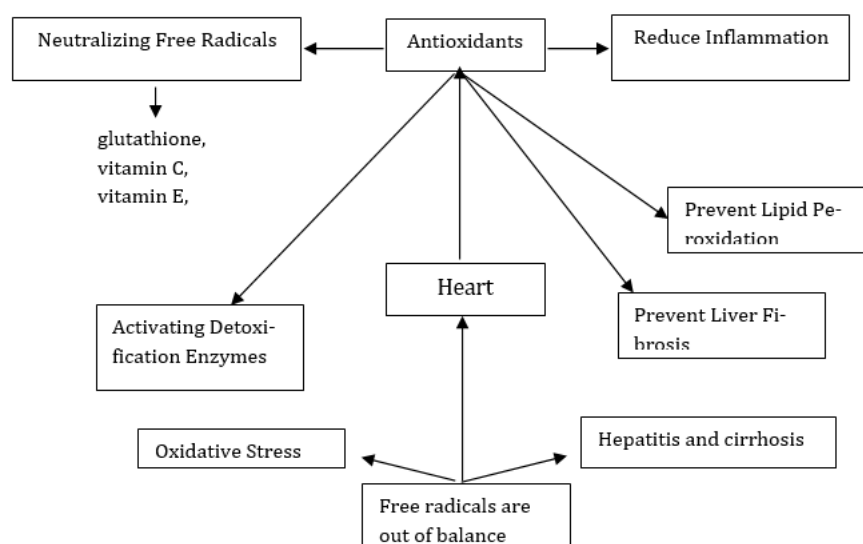 Neutralizing Free Radicals
Antioxidants
Reduce Inflammation
glutathione,
vitamin C,
vitamin E,
Prevent Lipid Pe-
roxidation
Heart
Activating Detoxi-
fication Enzymes
Prevent Liver Fi-
brosis
Oxidative Stress
Hepatitis and cirrhosis
Free radicals are
out of balance